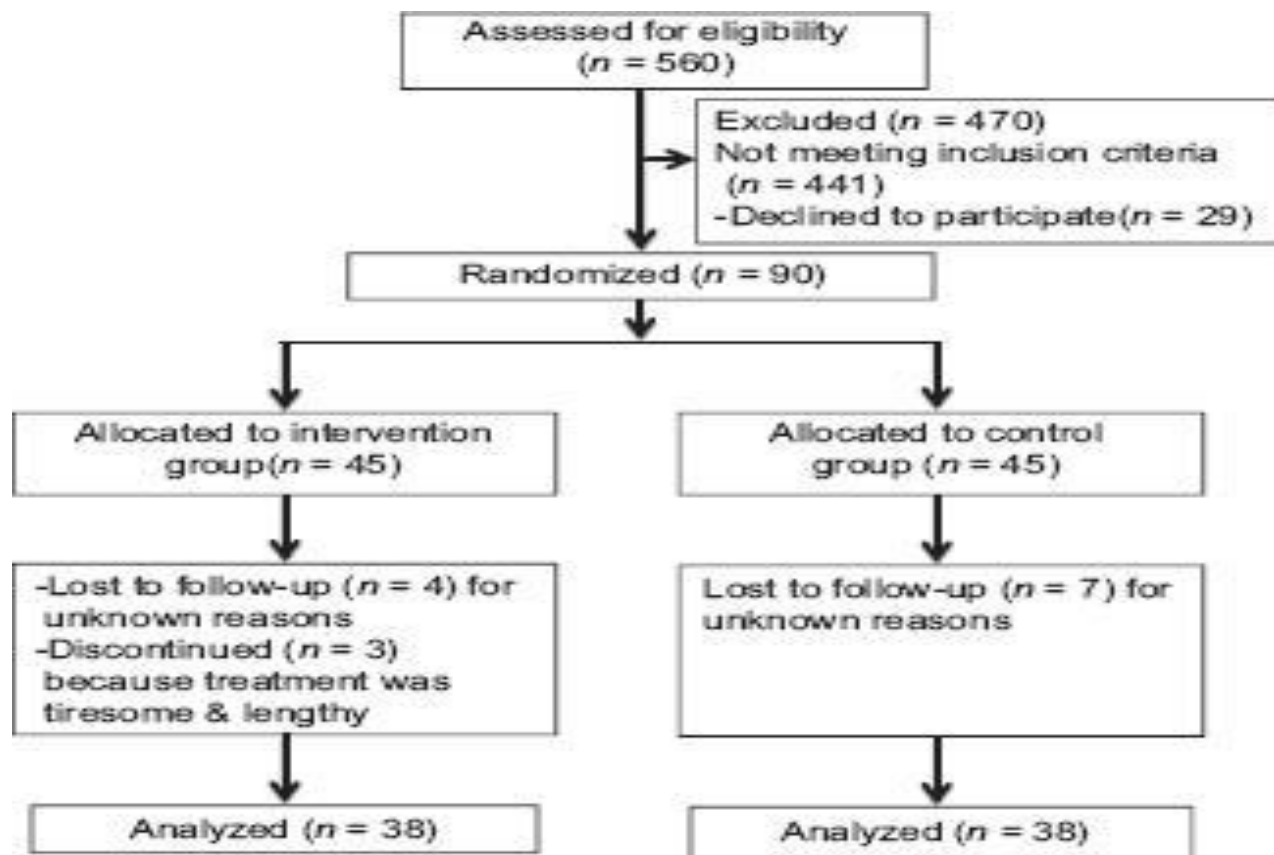 Assessed for eligibility
(n = 560)
Excluded (n = 470)
Not meeting inclusion criteria
(n = 441)
-Declined to participate(n = 29)
Randomized (n = 90)
Allocated to intervention
group(n = 45)
Allocated to control
group (n = 45)
-Lost to follow-up (n = 4) for
unknown reasons
-Discontinued (n = 3)
because treatment was
tiresome & lengthy
Lost to follow-up (n = 7) for
unknown reasons
Analyzed (n = 38)
Analyzed (n = 38)